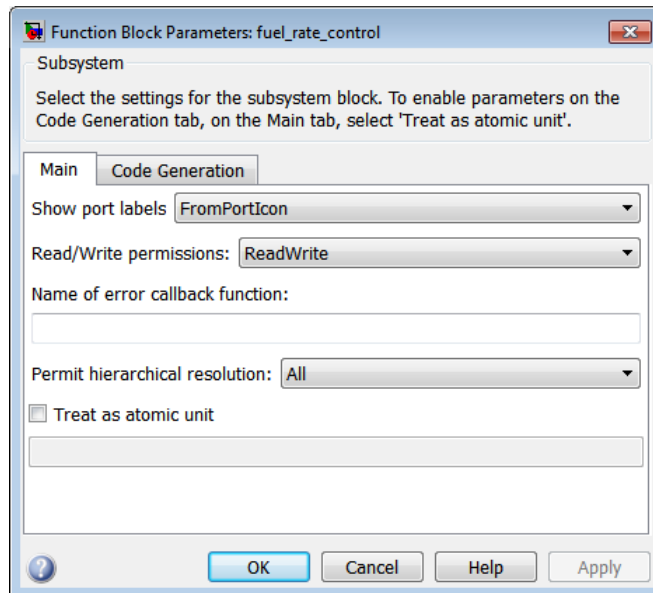 Function Block Parameters: fuel_rate_control
Subsystem
Select the settings for the subsystem block. To enable parameters on the
Code Generation tab, on the Main tab, select 'Treat as atomic unit'.
Main Code Generation
Show port labels FromPortIcon
Read/Write permissions: ReadWrite
Name of error callback function:
Permit hierarchical resolution: All
Treat as atomic unit
OK Cancel Help Apply